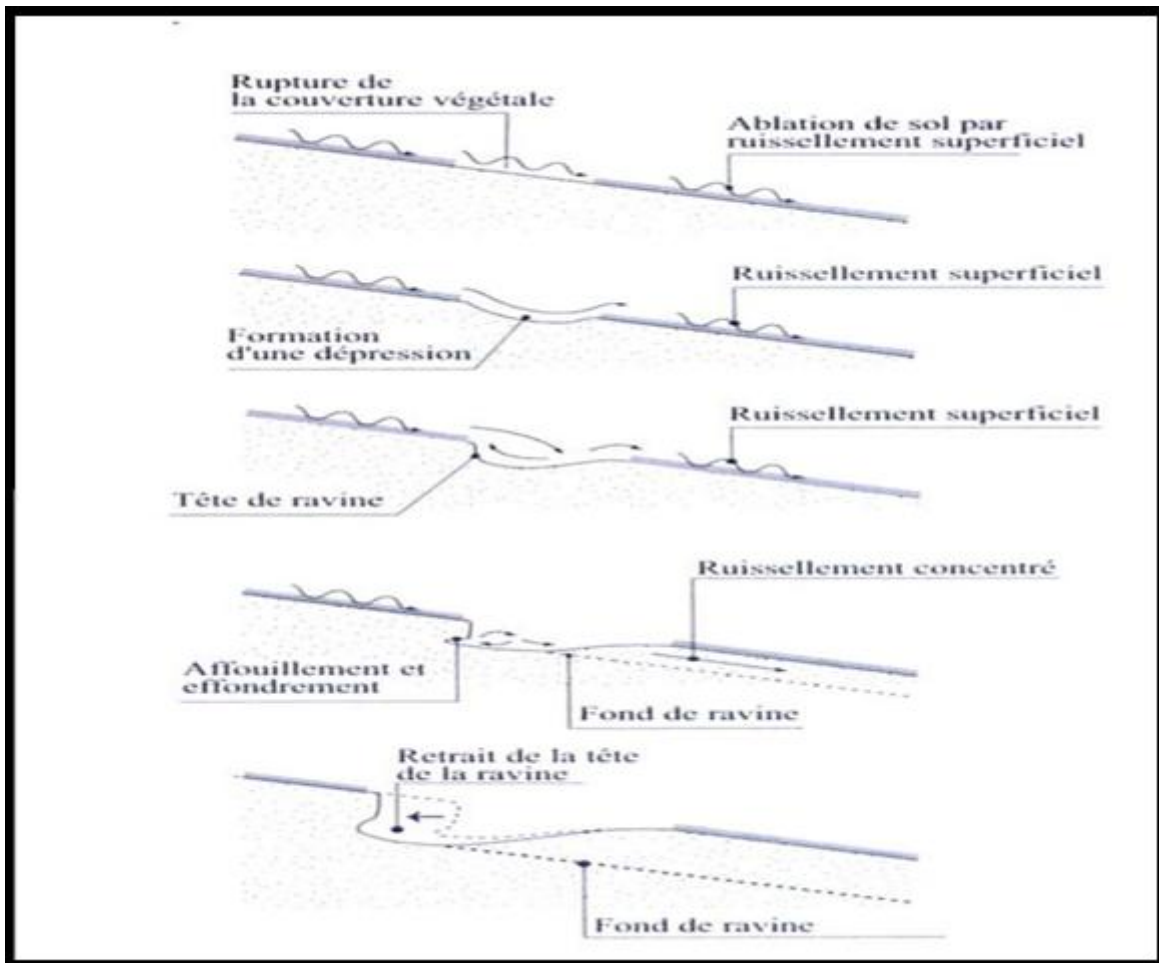 Rupture de
la couverture végétale
Ablation de sol par
ruissellement superficiel
Ruissellement superficiel
Formation
d'une dépression
Ruissellement superficiel
Tête de ravine
Ruissellement concentré
Affouillement et
effondrement
Fond de ravine
Retrait de la tête
de la ravine
Fond de ravine